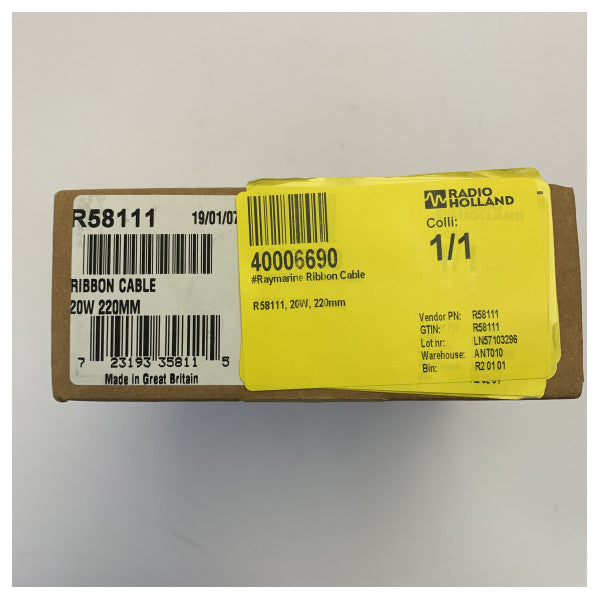 R58111 19/01/07
RIBBON CABLE
20W 220MM
7 23193 35811 5
Made in Great Britain
RADIO
HOLLAND
Colli:
1/1
40006690
#Raymarine Ribbon Cable
R58111, 20W, 220mm
Vendor PN: R58111
GTIN: R58111
Lot nr: LN57103296
Warehouse: ANT010
Bin: R2 01 01